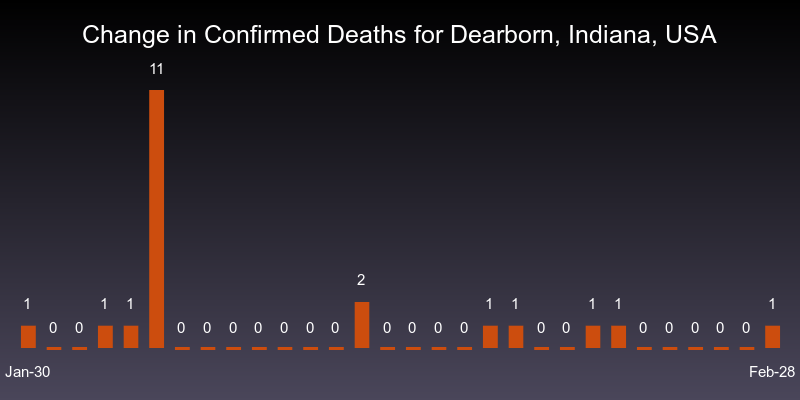 Change in Confirmed Deaths for Dearborn, Indiana, USA
11
2
1 0 0 1 1 0 0 0 0 0 0 0 0 0 0 0 1 1 0 0 1 1 0 0 0 0 0 1
Jan-30 Feb-28